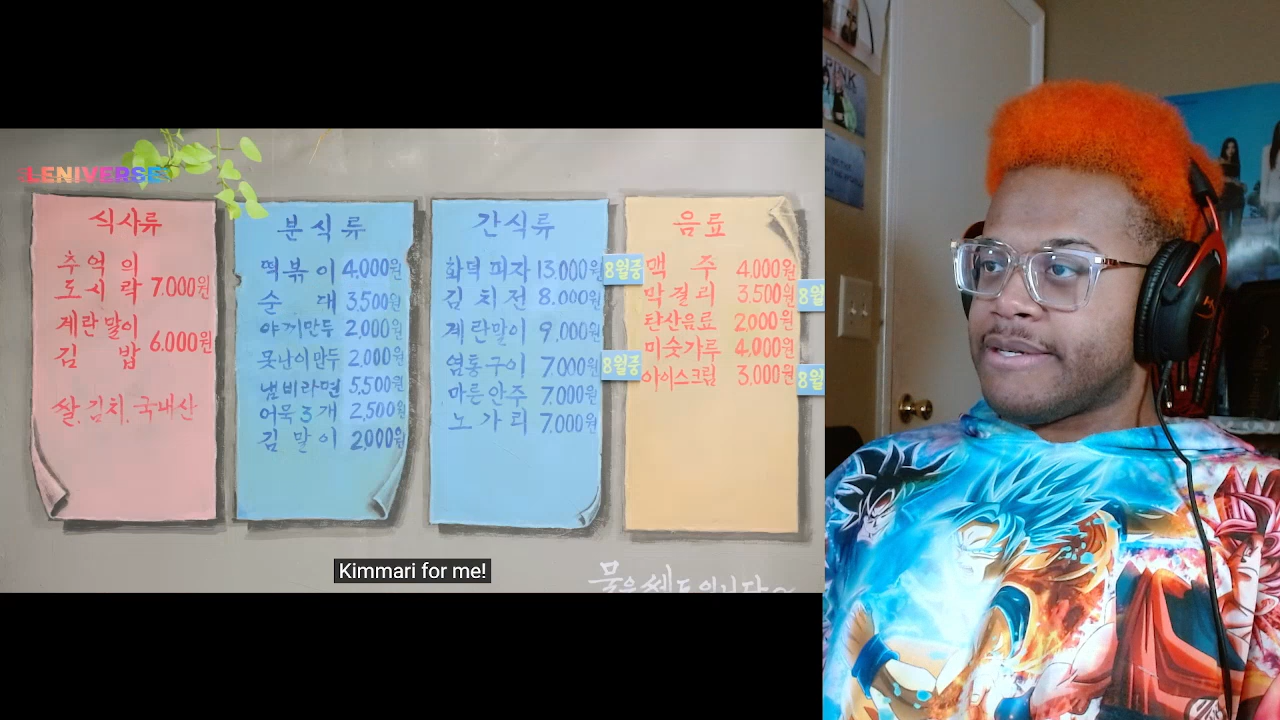 LENIVERSE
식사류
추억의
도시락 7.000원
계란말이
김밥 6.000원
쌀.김치.국내산
분식류
떡볶이 4.000원
순대 3.500원
야끼만두 2.000원
못난이만두 2.000원
냄비라면 5.500원
어묵3개 2.500원
김말이 2.000원
간식류
화덕피자 13.000원
김치전 8.000원
계란말이 9.000원
염통구이 7.000원
마른안주 7.000원
노가리 7.000원
8월중
8월중
음료
맥주 4.000원
막걸리 3.500원
탄산음료 2.000원
미숫가루 4.000원
아이스크림 3.000원
8월
8월
물은 쎌프입니다~
Kimmari for me!
PINK